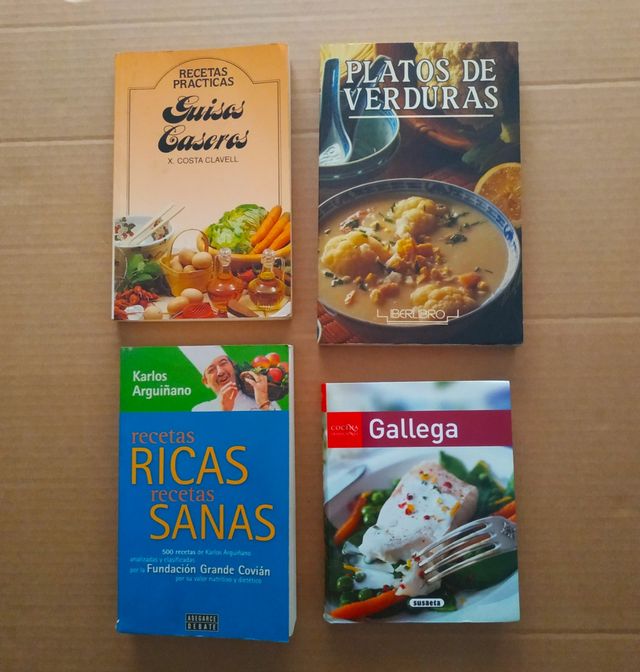 RECETAS
PRACTICAS
Guisos
Caseros
X. COSTA CLAVELL
PLATOS DE
VERDURAS
IBERLIBRO
Karlos
Arguiñano
recetas
RICAS
recetas
SANAS
500 recetas de Karlos Arguiñano
analizadas y clasificadas
por la Fundación Grande Covián
por su valor nutritivo y dietético
ASEGARCE
DEBATE
COCINA
Gallega
susaeta